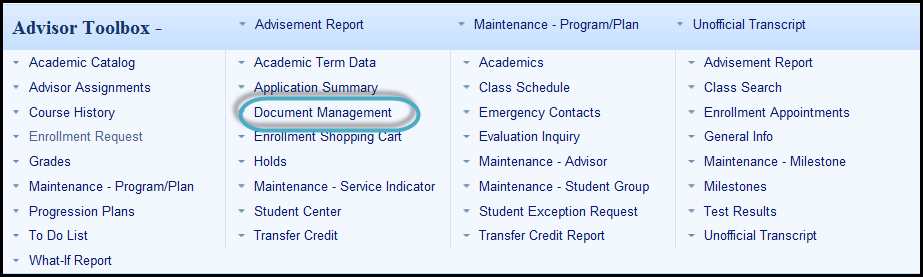 Advisor Toolbox - Advisement Report Maintenance - Program/Plan Unofficial Transcript
Academic Catalog Academic Term Data Academics Advisement Report
Advisor Assignments Application Summary Class Schedule Class Search
Course History Document Management Emergency Contacts Enrollment Appointments
Enrollment Request Enrollment Shopping Cart Evaluation Inquiry General Info
Grades Holds Maintenance - Advisor Maintenance - Milestone
Maintenance - Program/Plan Maintenance - Service Indicator Maintenance - Student Group Milestones
Progression Plans Student Center Student Exception Request Test Results
To Do List Transfer Credit Transfer Credit Report Unofficial Transcript
What-If Report